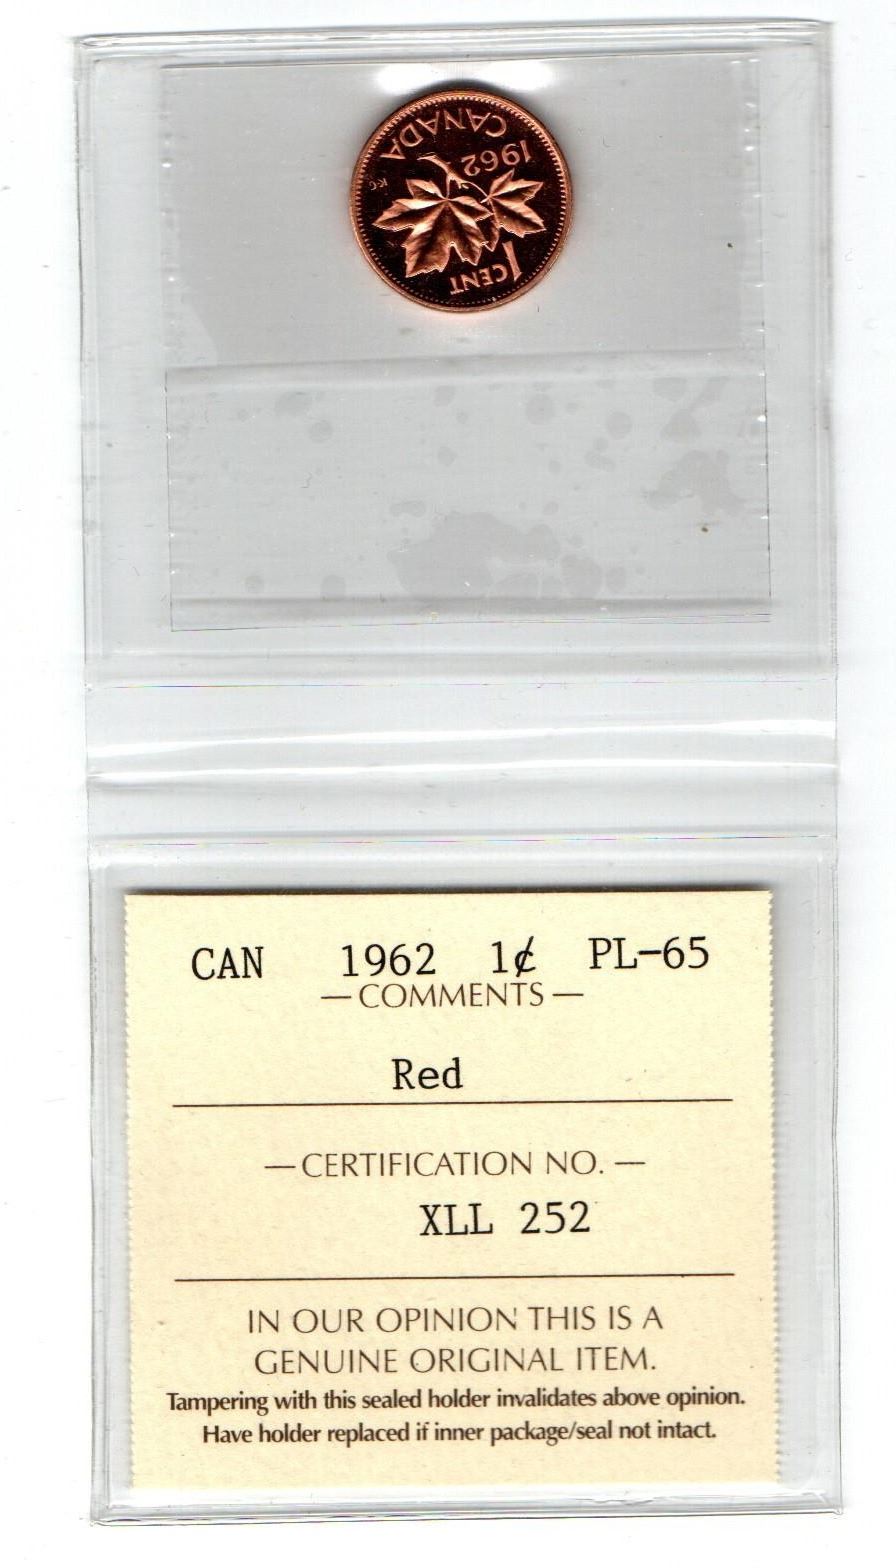 CANADA
1962
KG
1 CENT
CAN 1962 1¢ PL-65
— COMMENTS —
Red
— CERTIFICATION NO. —
XLL 252
IN OUR OPINION THIS IS A
GENUINE ORIGINAL ITEM.
Tampering with this sealed holder invalidates above opinion.
Have holder replaced if inner package/seal not intact.